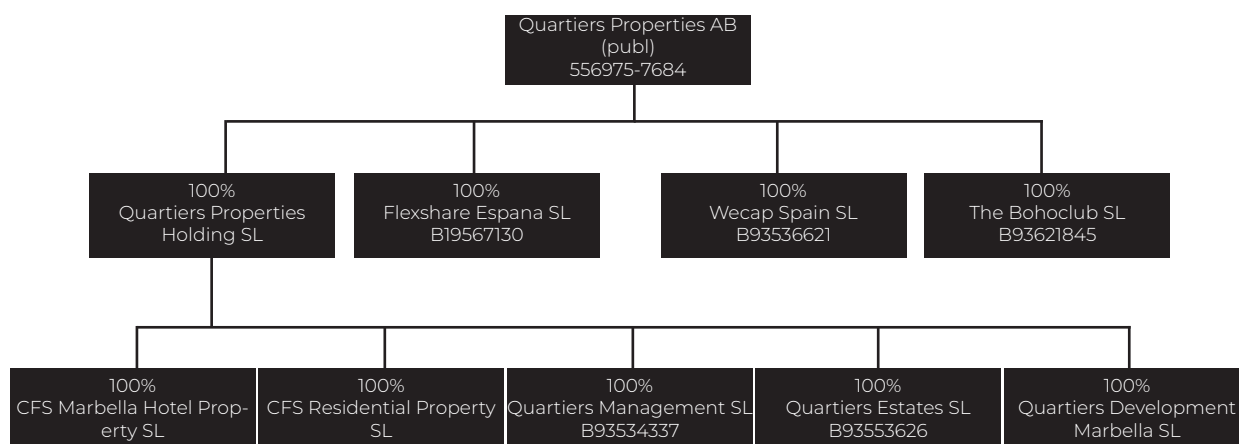 Quartiers Properties AB
(publ)
556975-7684
100%
Quartiers Properties
Holding SL
100%
Flexshare Espana SL
B19567130
100%
Wecap Spain SL
B93536621
100%
The Bohoclub SL
B93621845
100%
CFS Marbella Hotel Prop-
erty SL
100%
CFS Residential Property
SL
100%
Quartiers Management SL
B93534337
100%
Quartiers Estates SL
B93553626
100%
Quartiers Development
Marbella SL